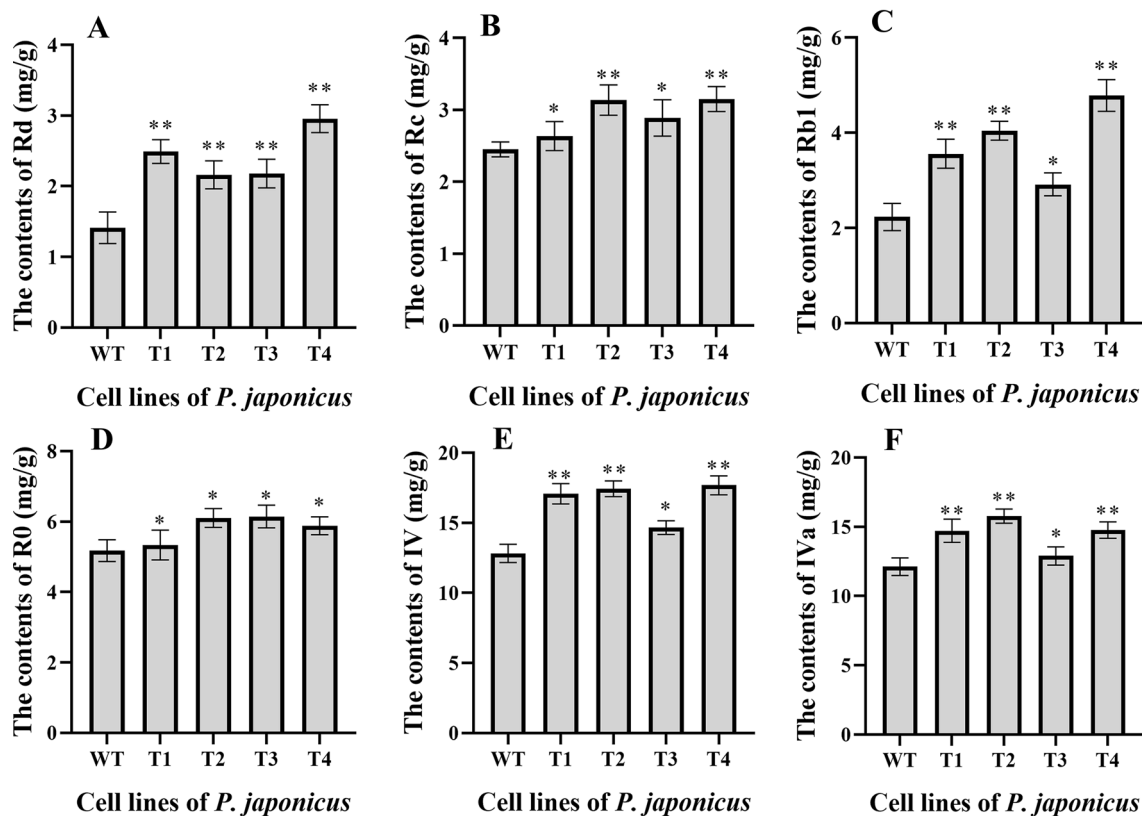 A
The contents of Rd (mg/g)
4
3
2
1
0
**
**
**
**
WT T1 T2 T3 T4
Cell lines of P. japonicus
B
The contents of Rc (mg/g)
4
3
2
1
0
*
**
*
**
WT T1 T2 T3 T4
Cell lines of P. japonicus
C
The contents of Rb1 (mg/g)
6
4
2
0
**
**
*
**
WT T1 T2 T3 T4
Cell lines of P. japonicus
D
The contents of R0 (mg/g)
8
6
4
2
0
*
*
*
*
WT T1 T2 T3 T4
Cell lines of P. japonicus
E
The contents of IV (mg/g)
20
15
10
5
0
**
**
*
**
WT T1 T2 T3 T4
Cell lines of P. japonicus
F
The contents of IVa (mg/g)
20
15
10
5
0
**
**
*
**
WT T1 T2 T3 T4
Cell lines of P. japonicus